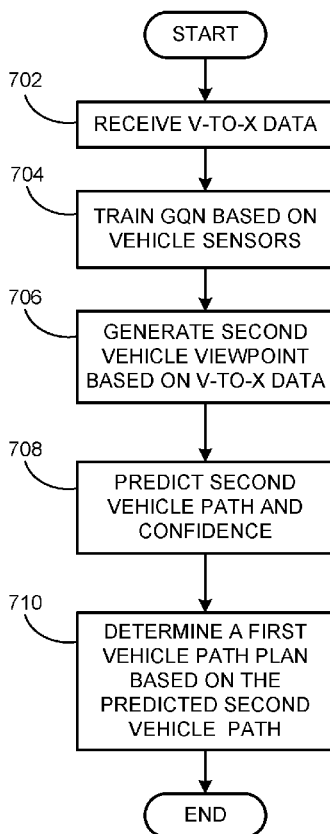 START
702
RECEIVE V-TO-X DATA
704
TRAIN GQN BASED ON
VEHICLE SENSORS
706
GENERATE SECOND
VEHICLE VIEWPOINT
BASED ON V-TO-X DATA
708
PREDICT SECOND
VEHICLE PATH AND
CONFIDENCE
710
DETERMINE A FIRST
VEHICLE PATH PLAN
BASED ON THE
PREDICTED SECOND
VEHICLE PATH
END